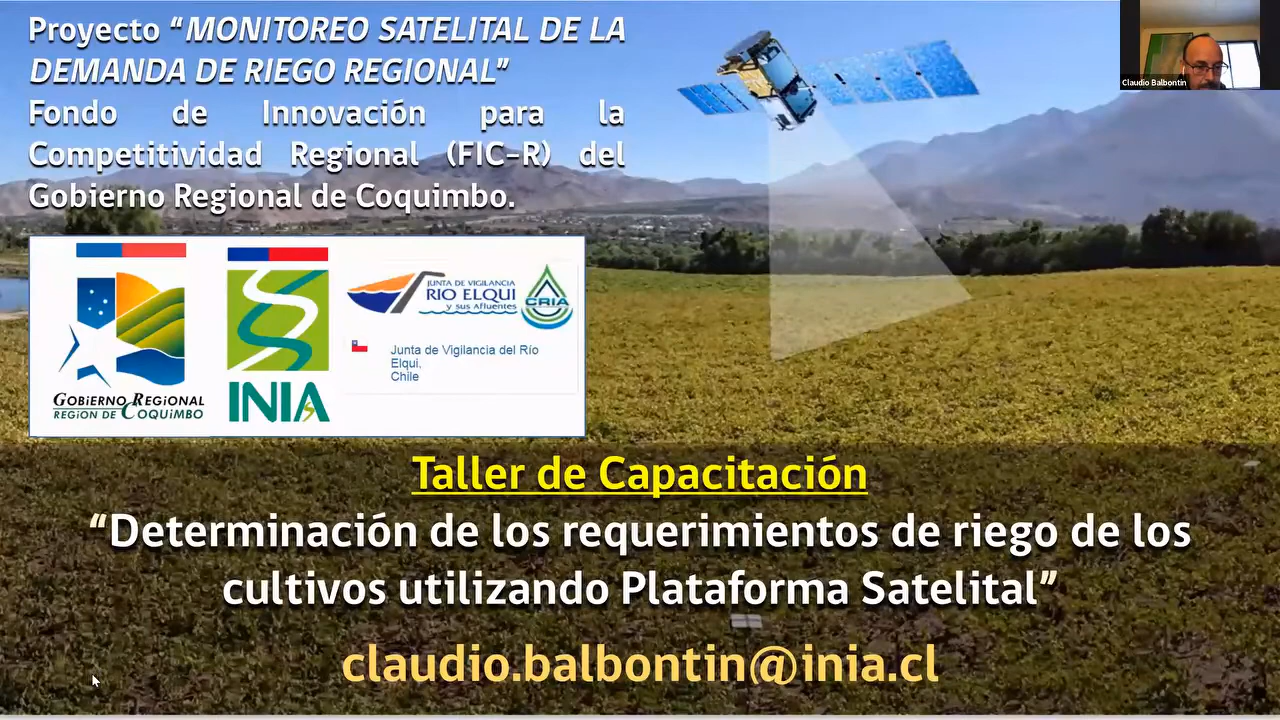 Proyecto “MONITOREO SATELITAL DE LA
DEMANDA DE RIEGO REGIONAL”
Fondo de Innovación para la
Competitividad Regional (FIC-R) del
Gobierno Regional de Coquimbo.
Claudio Balbontin
GOBIERNO REGIONAL
REGION DE COQUIMBO
INIA
JUNTA DE VIGILANCIA
RIO ELQUI
y sus Afluentes
CRIA
Junta de Vigilancia del Río
Elqui,
Chile
Taller de Capacitación
“Determinación de los requerimientos de riego de los
cultivos utilizando Plataforma Satelital”
claudio.balbontin@inia.cl